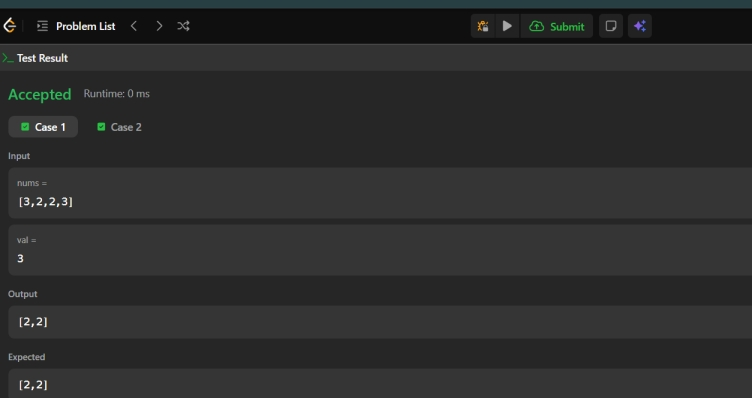 Problem List
Submit
Test Result
Accepted Runtime: 0 ms
Case 1 Case 2
Input
nums =
[3,2,2,3]
val =
3
Output
[2,2]
Expected
[2,2]